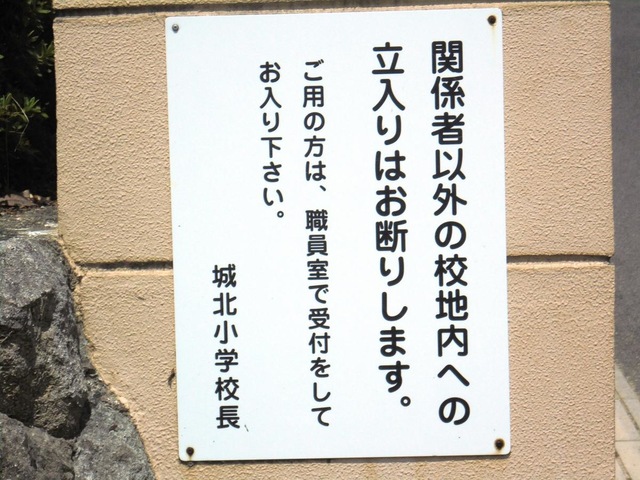 関係者以外の校地内への
立入りはお断りします。
ご用の方は、職員室で受付をして
お入り下さい。
城北小学校長